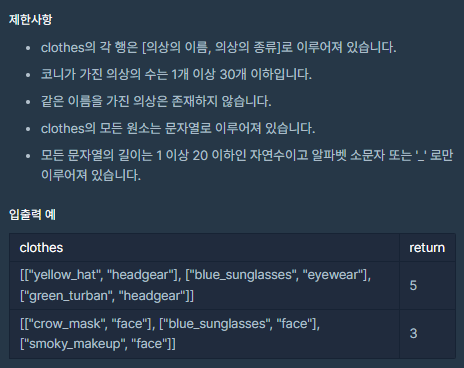 제한사항
• clothes의 각 행은 [의상의 이름, 의상의 종류]로 이루어져 있습니다.
• 코니가 가진 의상의 수는 1개 이상 30개 이하입니다.
• 같은 이름을 가진 의상은 존재하지 않습니다.
• clothes의 모든 원소는 문자열로 이루어져 있습니다.
• 모든 문자열의 길이는 1 이상 20 이하인 자연수이고 알파벳 소문자 또는 '_' 로만
이루어져 있습니다.
입출력 예
clothes return
[["yellow_hat", "headgear"], ["blue_sunglasses", "eyewear"],
["green_turban", "headgear"]] 5
[["crow_mask", "face"], ["blue_sunglasses", "face"],
["smoky_makeup", "face"]] 3